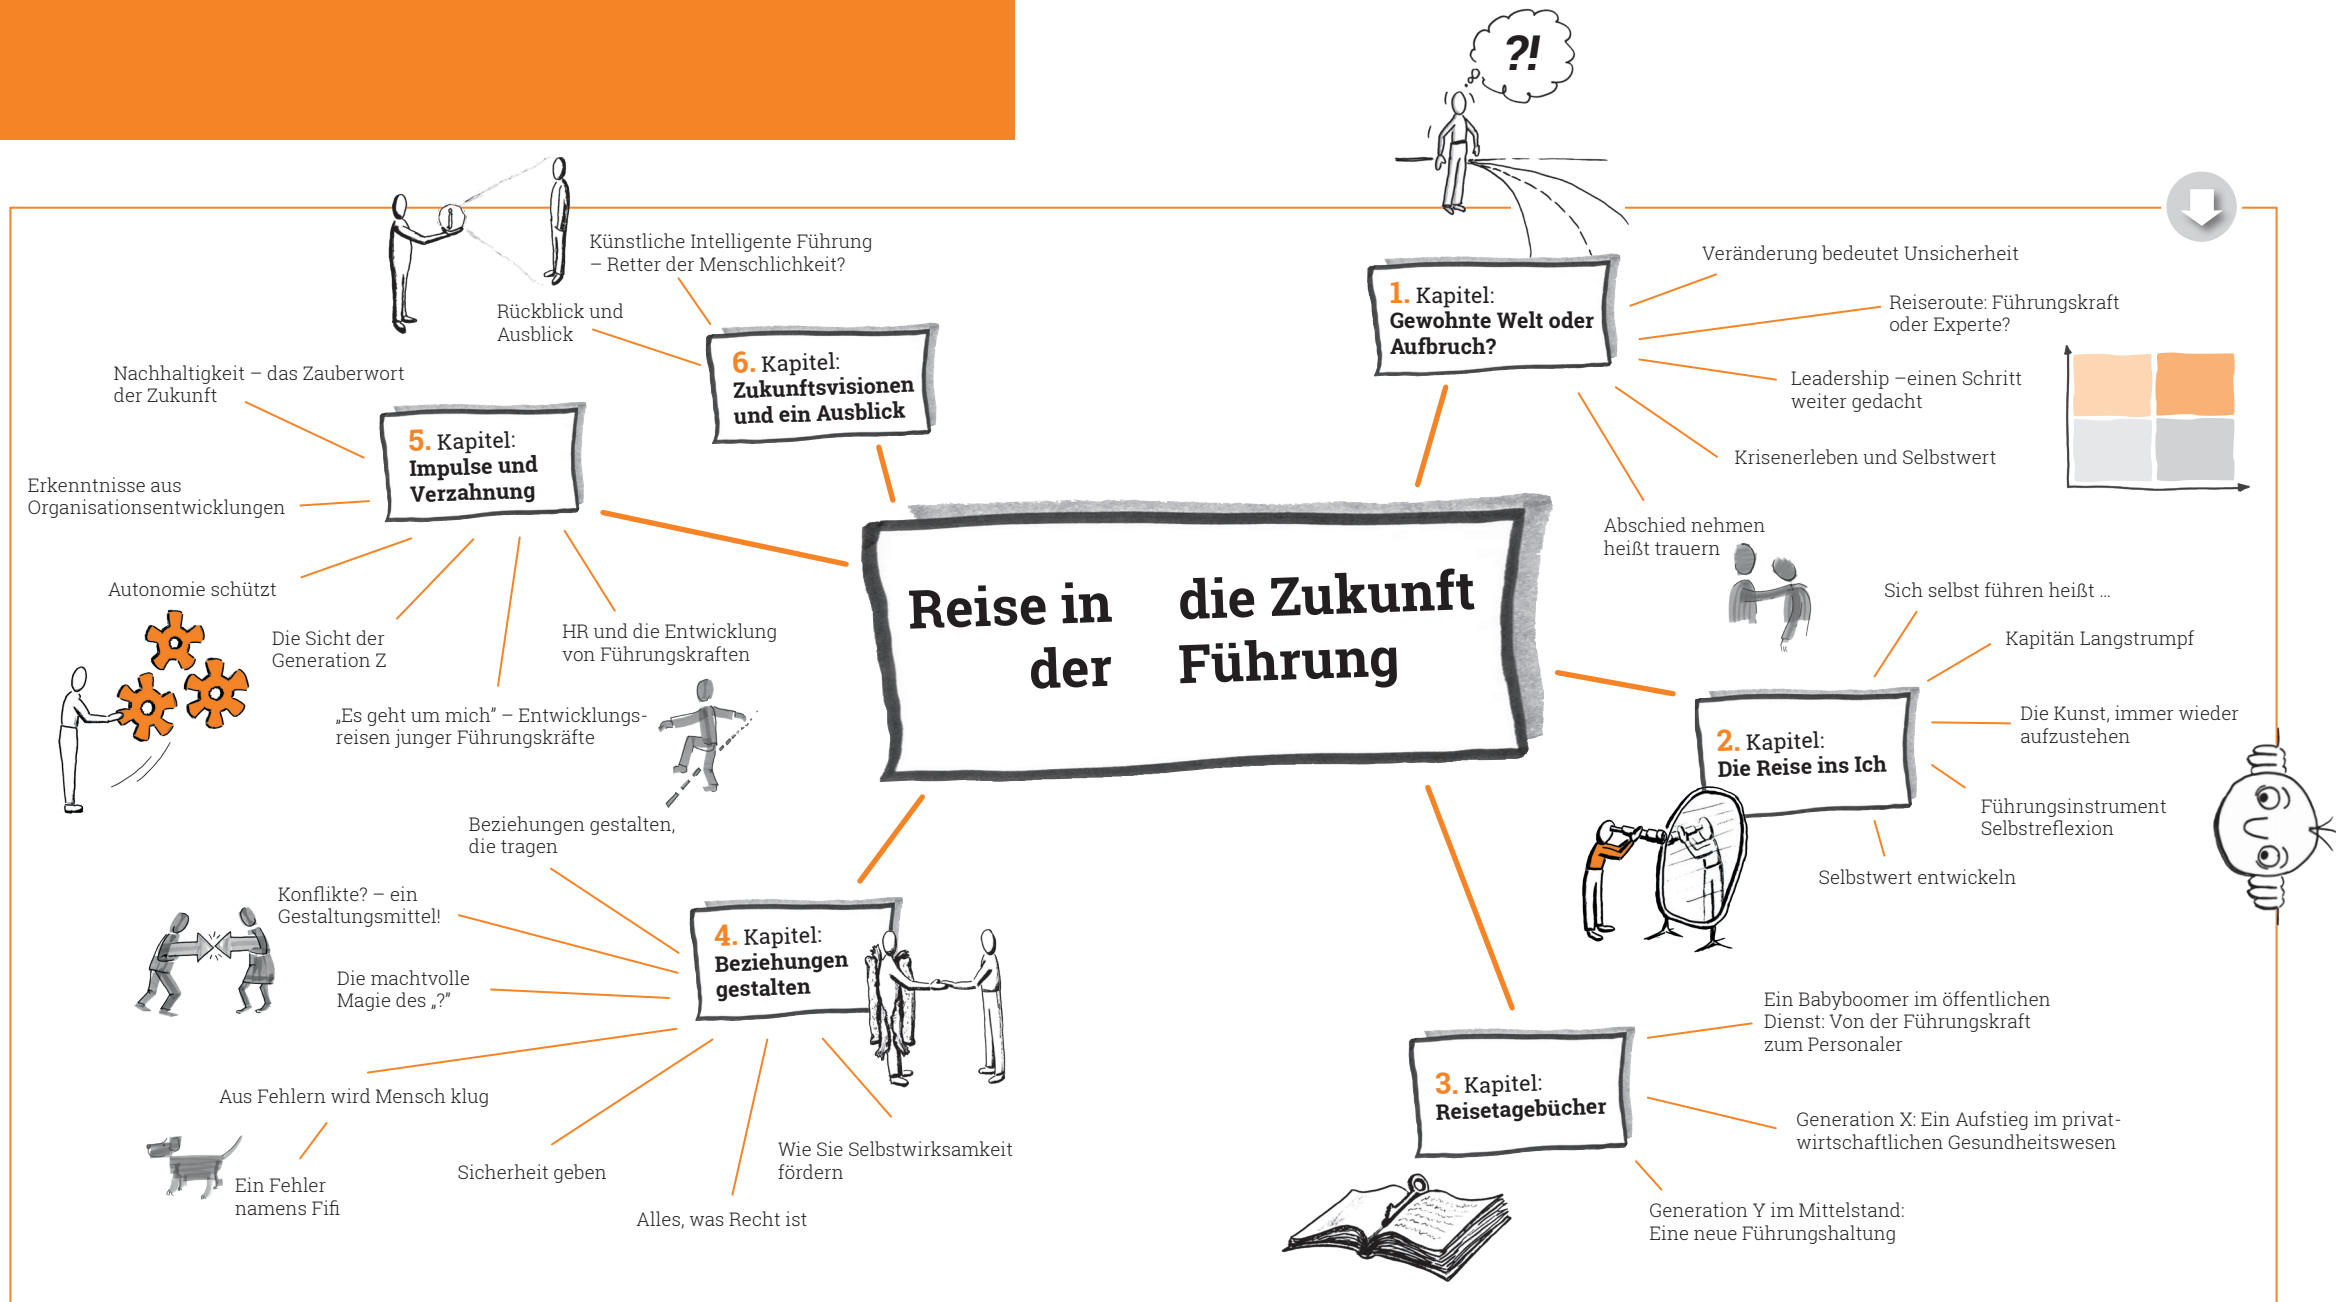 ?!
Reise in die Zukunft
der Führung
1. Kapitel:
Gewohnte Welt oder
Aufbruch?
Veränderung bedeutet Unsicherheit
Reiseroute: Führungskraft
oder Experte?
Leadership –einen Schritt
weiter gedacht
Krisenerleben und Selbstwert
Abschied nehmen
heißt trauern
2. Kapitel:
Die Reise ins Ich
Sich selbst führen heißt ...
Kapitän Langstrumpf
Die Kunst, immer wieder
aufzustehen
Führungsinstrument
Selbstreflexion
Selbstwert entwickeln
3. Kapitel:
Reisetagebücher
Ein Babyboomer im öffentlichen
Dienst: Von der Führungskraft
zum Personaler
Generation X: Ein Aufstieg im privat-
wirtschaftlichen Gesundheitswesen
Generation Y im Mittelstand:
Eine neue Führungshaltung
4. Kapitel:
Beziehungen
gestalten
Beziehungen gestalten,
die tragen
Konflikte? – ein
Gestaltungsmittel!
Die machtvolle
Magie des „?"
Aus Fehlern wird Mensch klug
Ein Fehler
namens Fifi
Sicherheit geben
Alles, was Recht ist
Wie Sie Selbstwirksamkeit
fördern
5. Kapitel:
Impulse und
Verzahnung
Nachhaltigkeit – das Zauberwort
der Zukunft
Erkenntnisse aus
Organisationsentwicklungen
Autonomie schützt
Die Sicht der
Generation Z
„Es geht um mich" – Entwicklungs-
reisen junger Führungskräfte
HR und die Entwicklung
von Führungskraften
6. Kapitel:
Zukunftsvisionen
und ein Ausblick
Künstliche Intelligente Führung
– Retter der Menschlichkeit?
Rückblick und
Ausblick